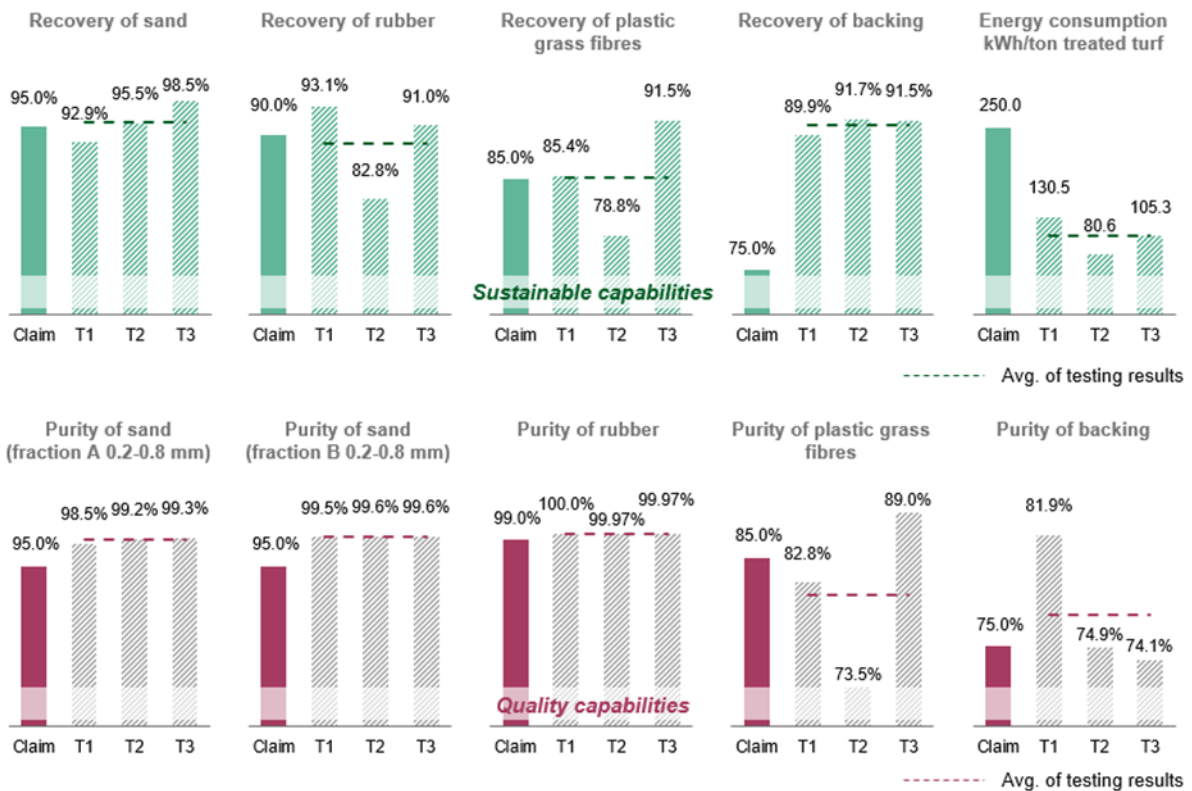 Recovery of sand
95.0%
92.9%
95.5%
98.5%
Claim T1 T2 T3
Recovery of rubber
90.0%
93.1%
82.8%
91.0%
Claim T1 T2 T3
Recovery of plastic
grass fibres
85.0%
85.4%
78.8%
91.5%
Claim T1 T2 T3
Recovery of backing
75.0%
89.9%
91.7%
91.5%
Claim T1 T2 T3
Energy consumption
kWh/ton treated turf
250.0
130.5
80.6
105.3
Claim T1 T2 T3
Sustainable capabilities
Avg. of testing results
Purity of sand
(fraction A 0.2-0.8 mm)
95.0%
98.5%
99.2%
99.3%
Claim T1 T2 T3
Purity of sand
(fraction B 0.2-0.8 mm)
95.0%
99.5%
99.6%
99.6%
Claim T1 T2 T3
Purity of rubber
99.0%
100.0%
99.97%
99.97%
Claim T1 T2 T3
Purity of plastic grass
fibres
85.0%
82.8%
73.5%
89.0%
Claim T1 T2 T3
Purity of backing
75.0%
81.9%
74.9%
74.1%
Claim T1 T2 T3
Quality capabilities
Avg. of testing results